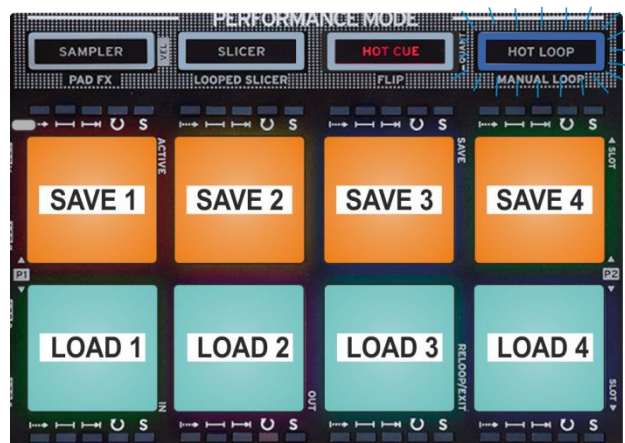 PERFORMANCE MODE
SAMPLER
VEL
SLICER
HOT CUE
QUANT
HOT LOOP
PAD FX
LOOPED SLICER
FLIP
MANUAL LOOP
S
S
S
S
ACTIVE
SAVE
SLOT
SAVE 1
SAVE 2
SAVE 3
SAVE 4
P1
P2
LOAD 1
LOAD 2
LOAD 3
LOAD 4
IN
OUT
RELOOP/EXIT
SLOT
S
S
S
S